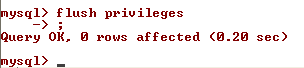 mysql> flush privileges
    -> ;
Query OK, 0 rows affected (0.20 sec)
mysql> _